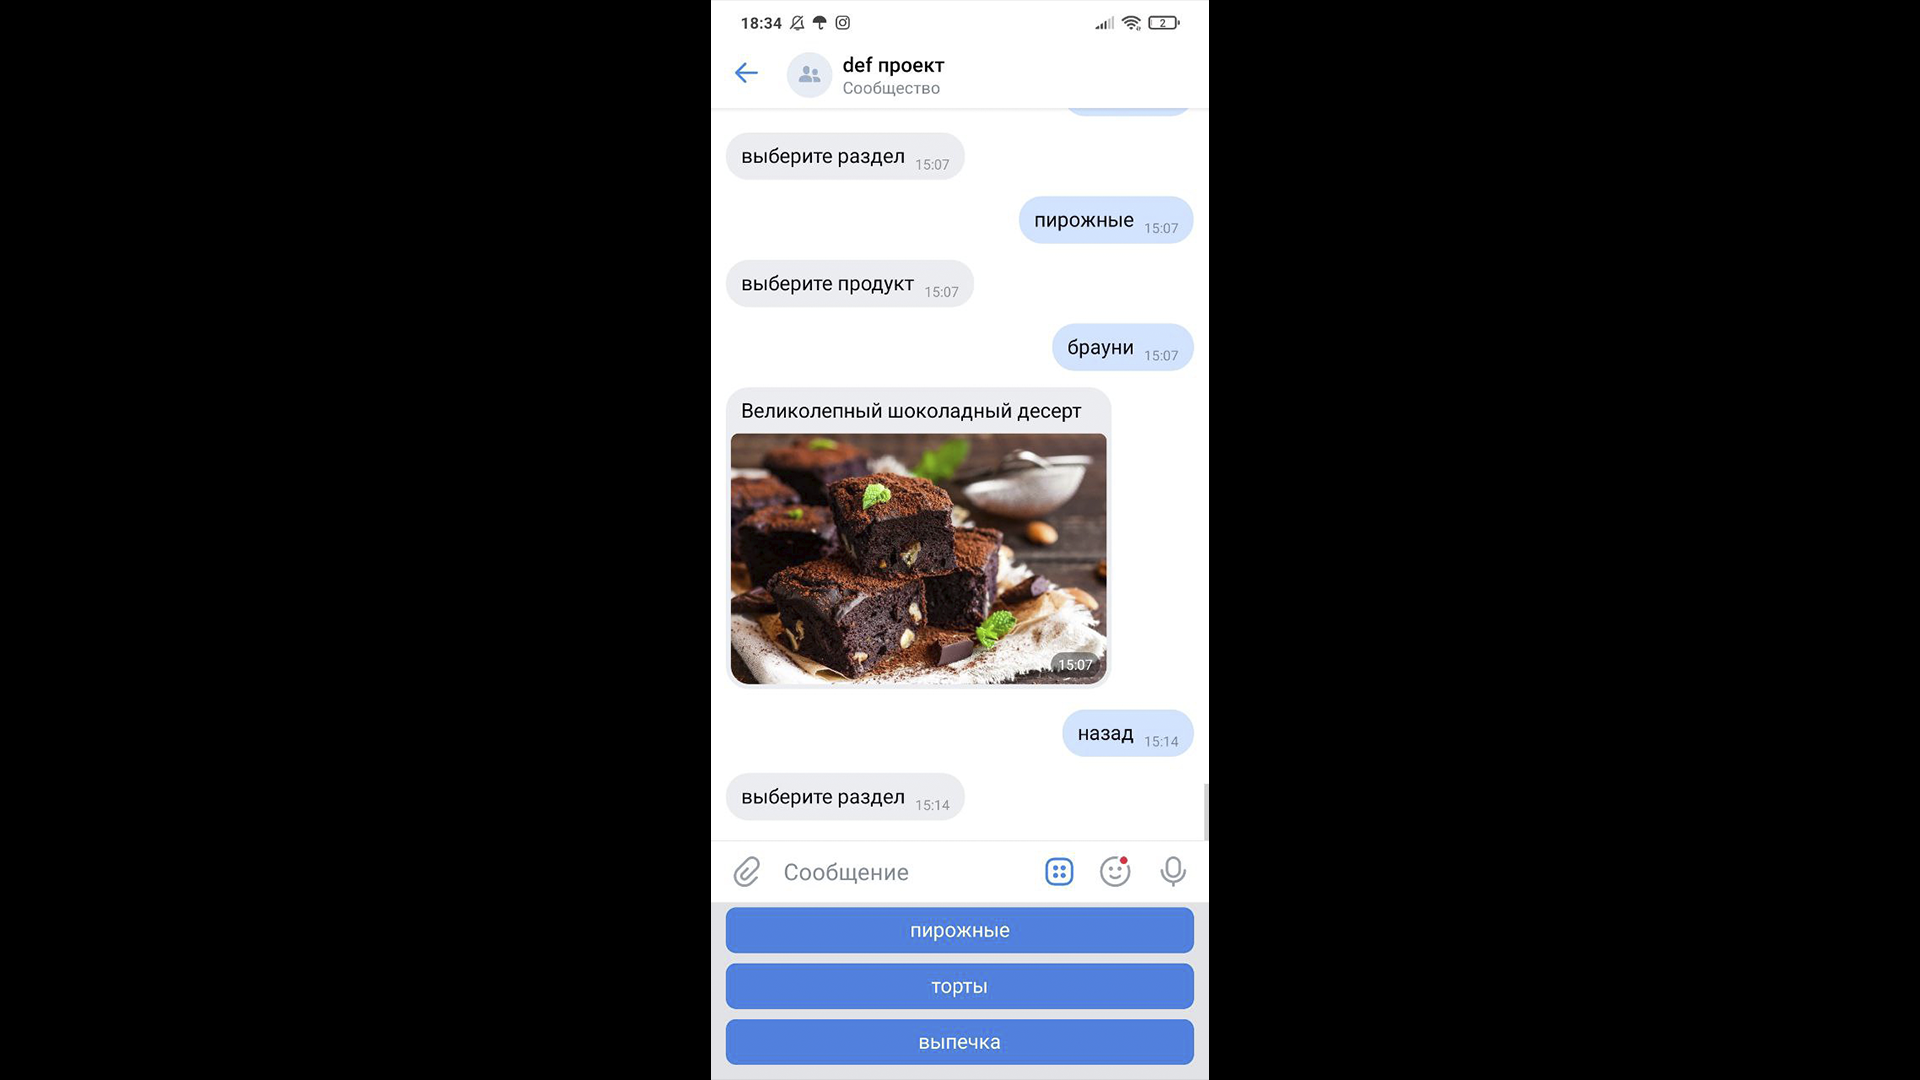 18:34
2
def проект
Сообщество
выберите раздел 15:07
пирожные 15:07
выберите продукт 15:07
брауни 15:07
Великолепный шоколадный десерт
15:07
назад 15:14
выберите раздел 15:14
Сообщение
пирожные
торты
выпечка